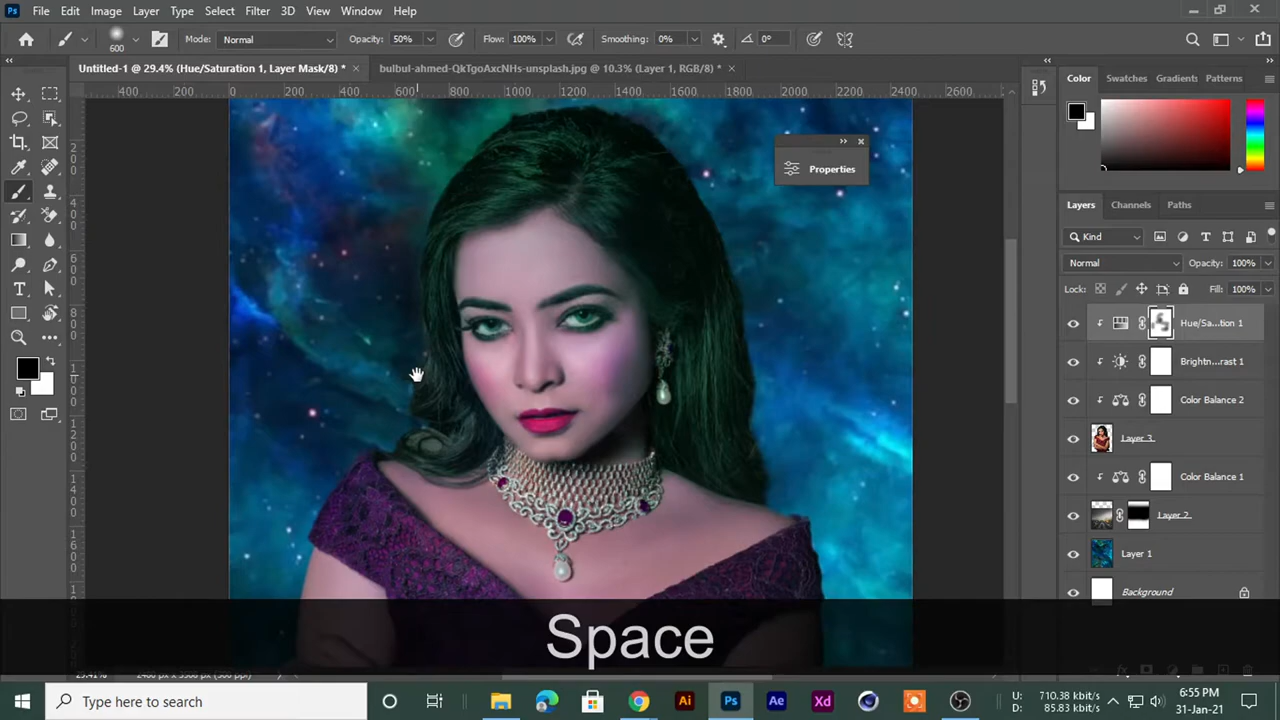 Ps File Edit Image Layer Type Select Filter 3D View Window Help
600 Mode: Normal Opacity: 50% Flow: 100% Smoothing: 0% 0°
Untitled-1 @ 29.4% (Hue/Saturation 1, Layer Mask/8) * × bulbul-ahmed-QkTgoAxcNHs-unsplash.jpg @ 10.3% (Layer 1, RGB/8) * ×
400 200 0 200 400 600 800 1000 1200 1400 1600 1800 2000 2200 2400 2600
Properties
Color Swatches Gradients Patterns
Layers Channels Paths
Kind
Normal Opacity: 100%
Lock: Fill: 100%
Hue/Sa...tion 1
Brightn...rast 1
Color Balance 2
Layer 3
Color Balance 1
Layer 2
Layer 1
Background
Space
Type here to search
Ai Ps Ae Xd
U: 710.38 kbit/s
D: 85.83 kbit/s
6:55 PM
31-Jan-21